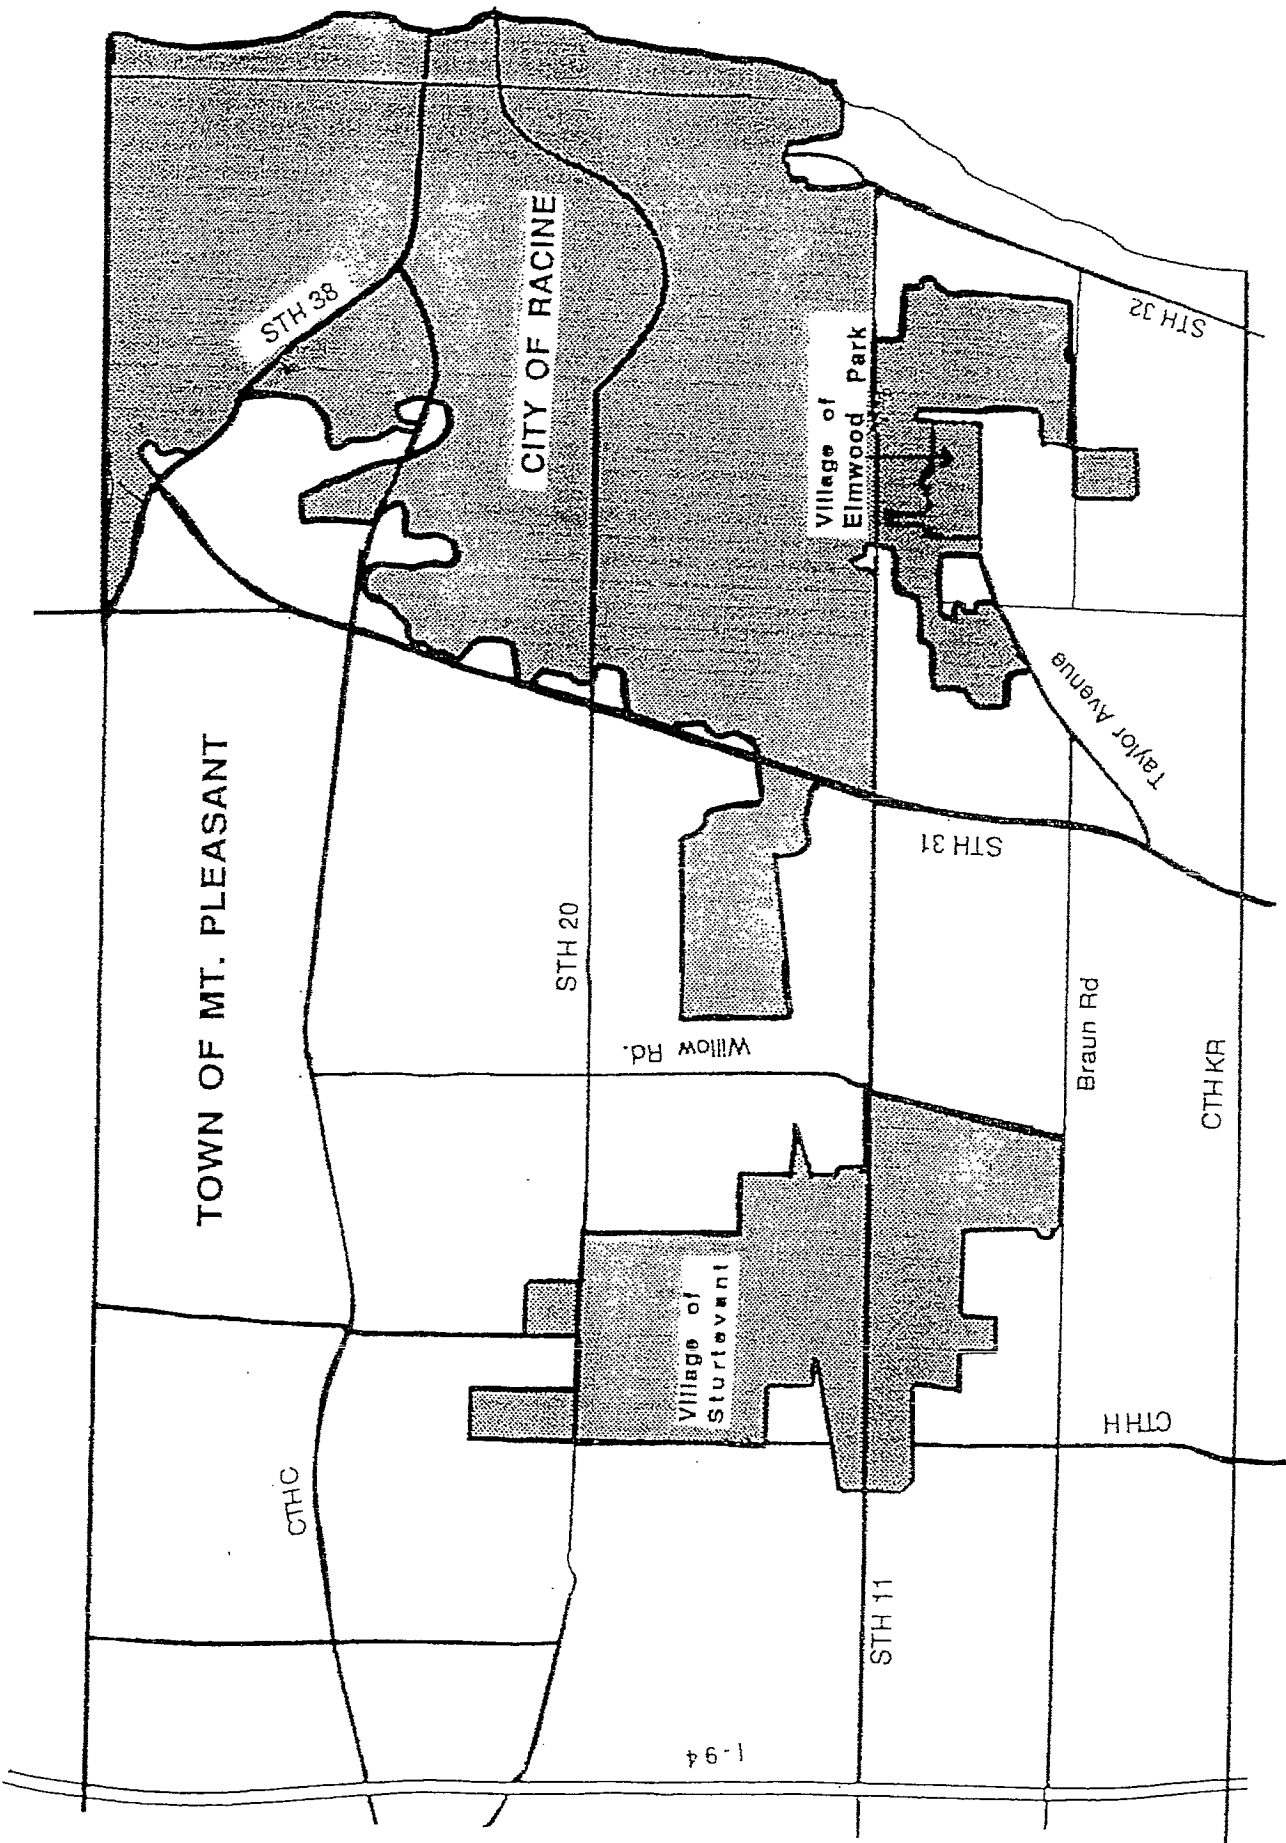 TOWN OF MT. PLEASANT
CITY OF RACINE
STH 38
Village of
Elmwood Park
STH 32
Taylor Avenue
STH 31
STH 20
Willow Rd.
Braun Rd
CTH KR
Village of
Sturtevant
CTH H
CTH C
STH 11
I-94